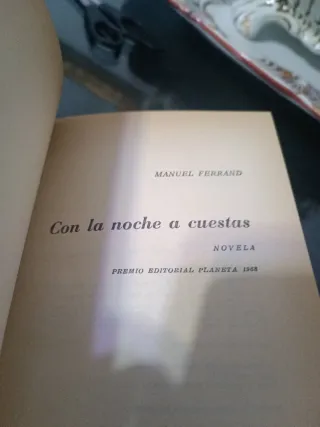 MANUEL FERRAND
Con la noche a cuestas
NOVELA
PREMIO EDITORIAL PLANETA 1968